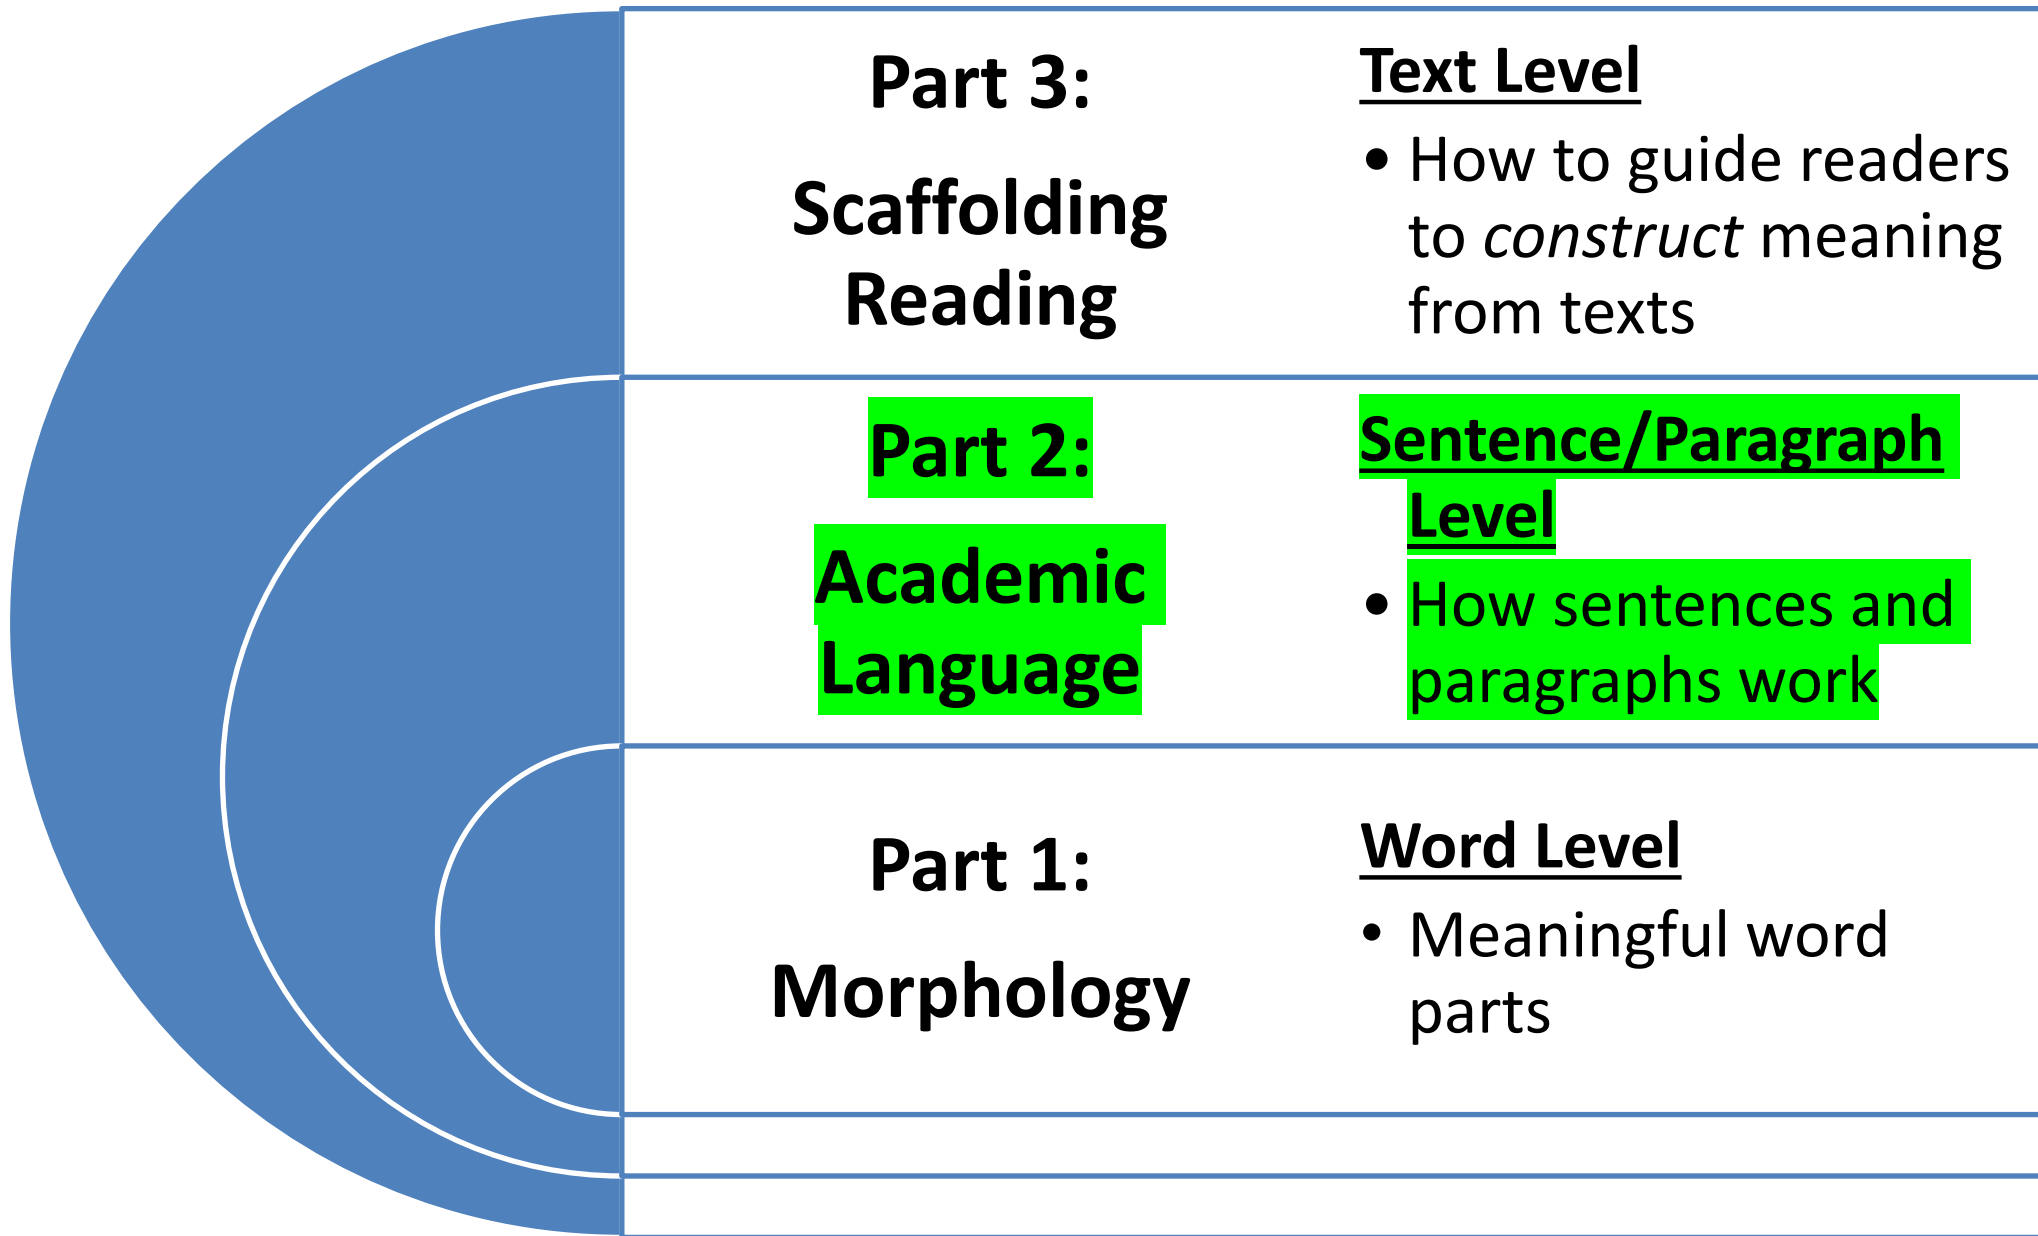 Part 3:
Scaffolding
Reading
Text Level
• How to guide readers
to construct meaning
from texts
Part 2:
Academic
Language
Sentence/Paragraph
Level
• How sentences and
paragraphs work
Part 1:
Morphology
Word Level
• Meaningful word
parts